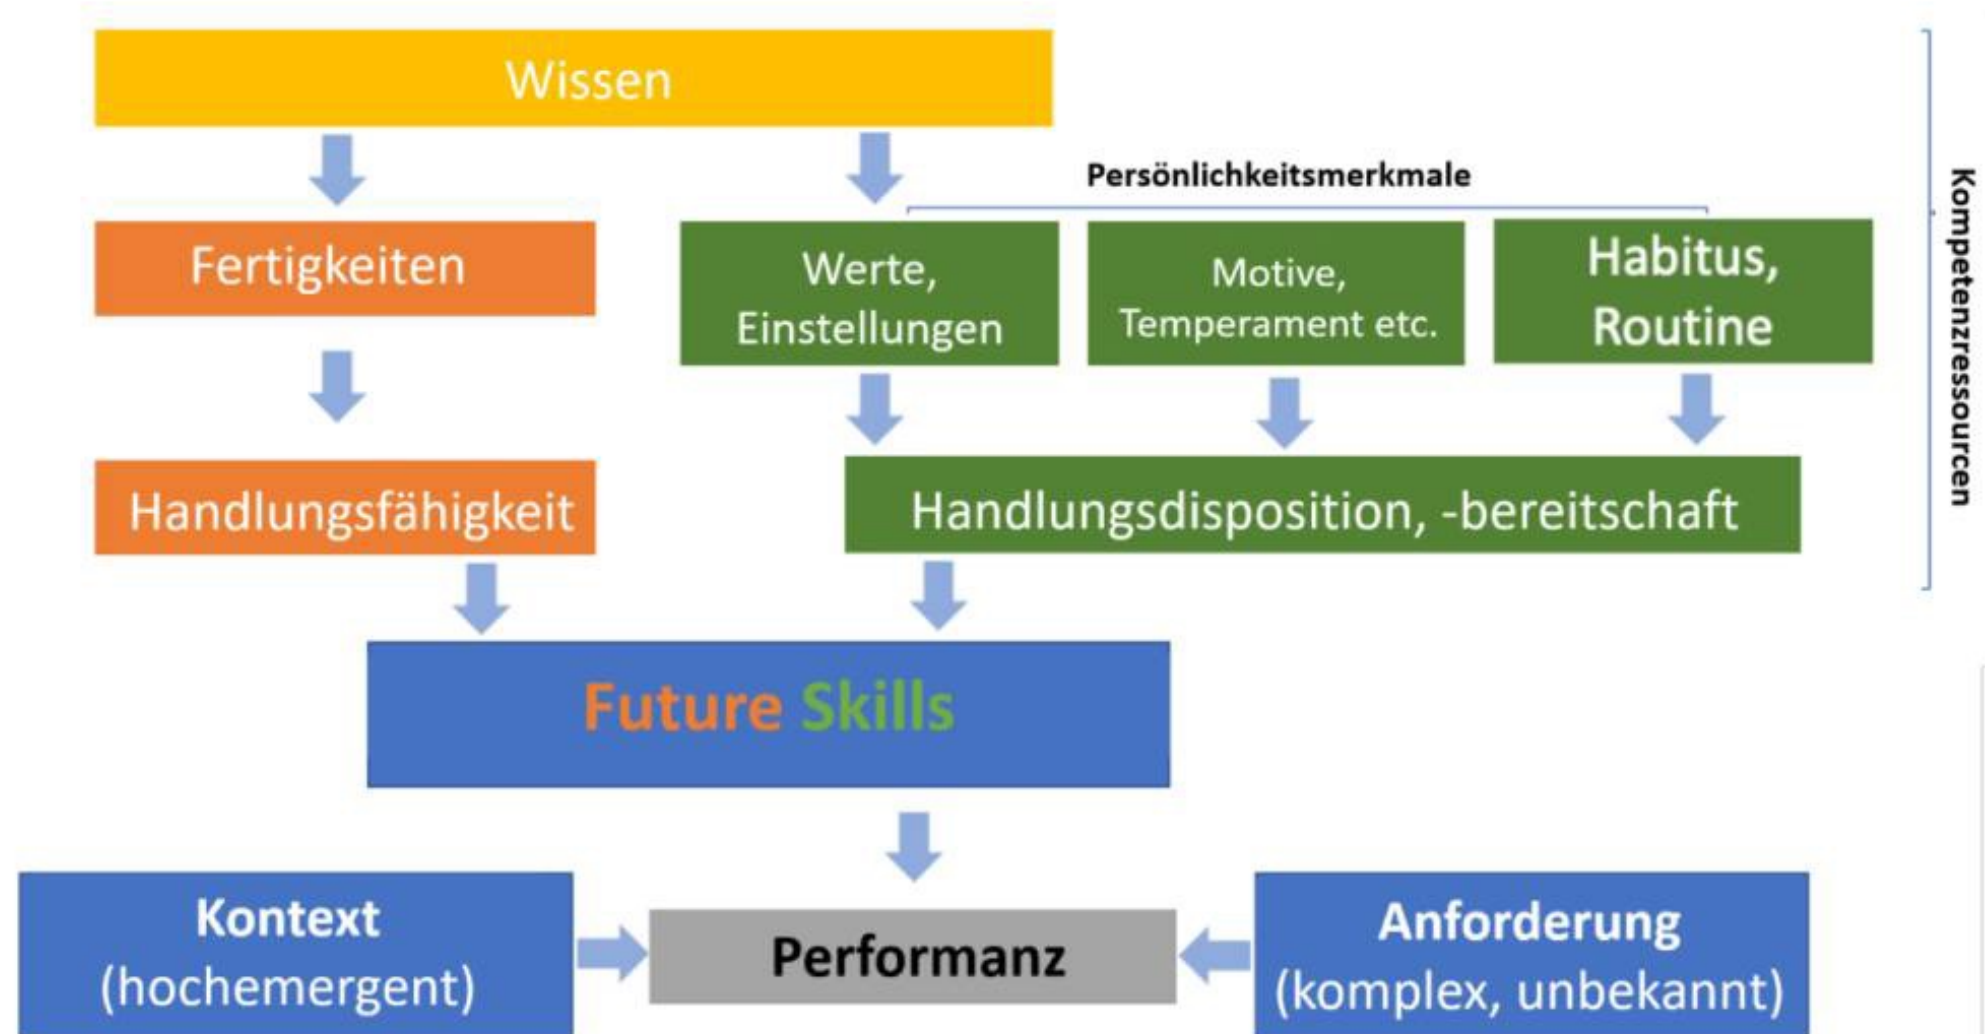 Wissen
Persönlichkeitsmerkmale
Fertigkeiten
Werte,
Einstellungen
Motive,
Temperament etc.
Habitus,
Routine
Kompetenzressourcen
Handlungsfähigkeit
Handlungsdisposition, -bereitschaft
Future Skills
Kontext
(hochemergent)
Performanz
Anforderung
(komplex, unbekannt)